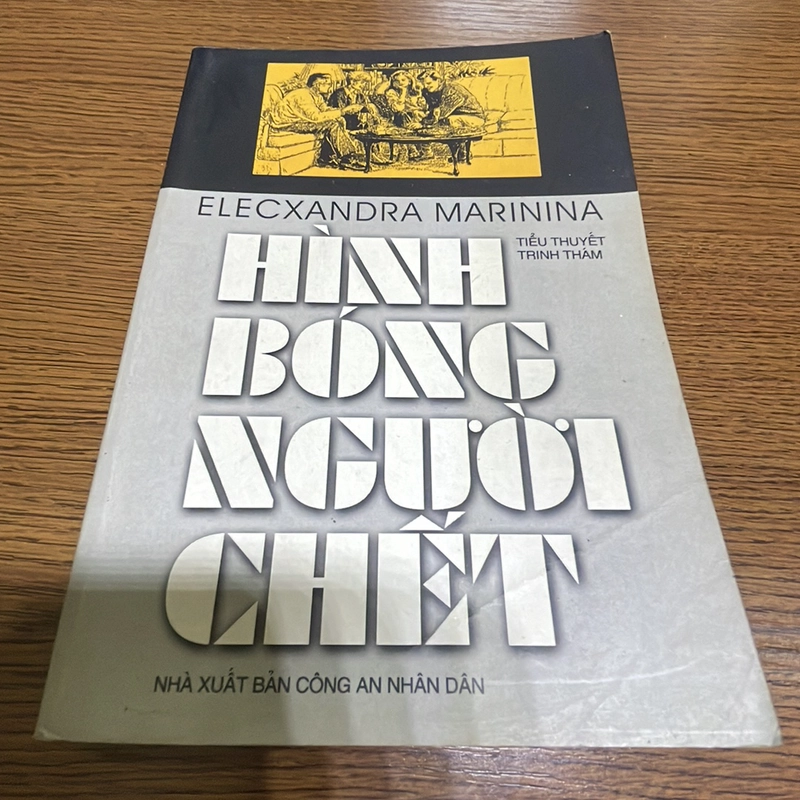 ELECXANDRA MARININA
TIỂU THUYẾT
TRINH THÁM
HÌNH
BÓNG
NGƯỜI
CHẾT
NHÀ XUẤT BẢN CÔNG AN NHÂN DÂN